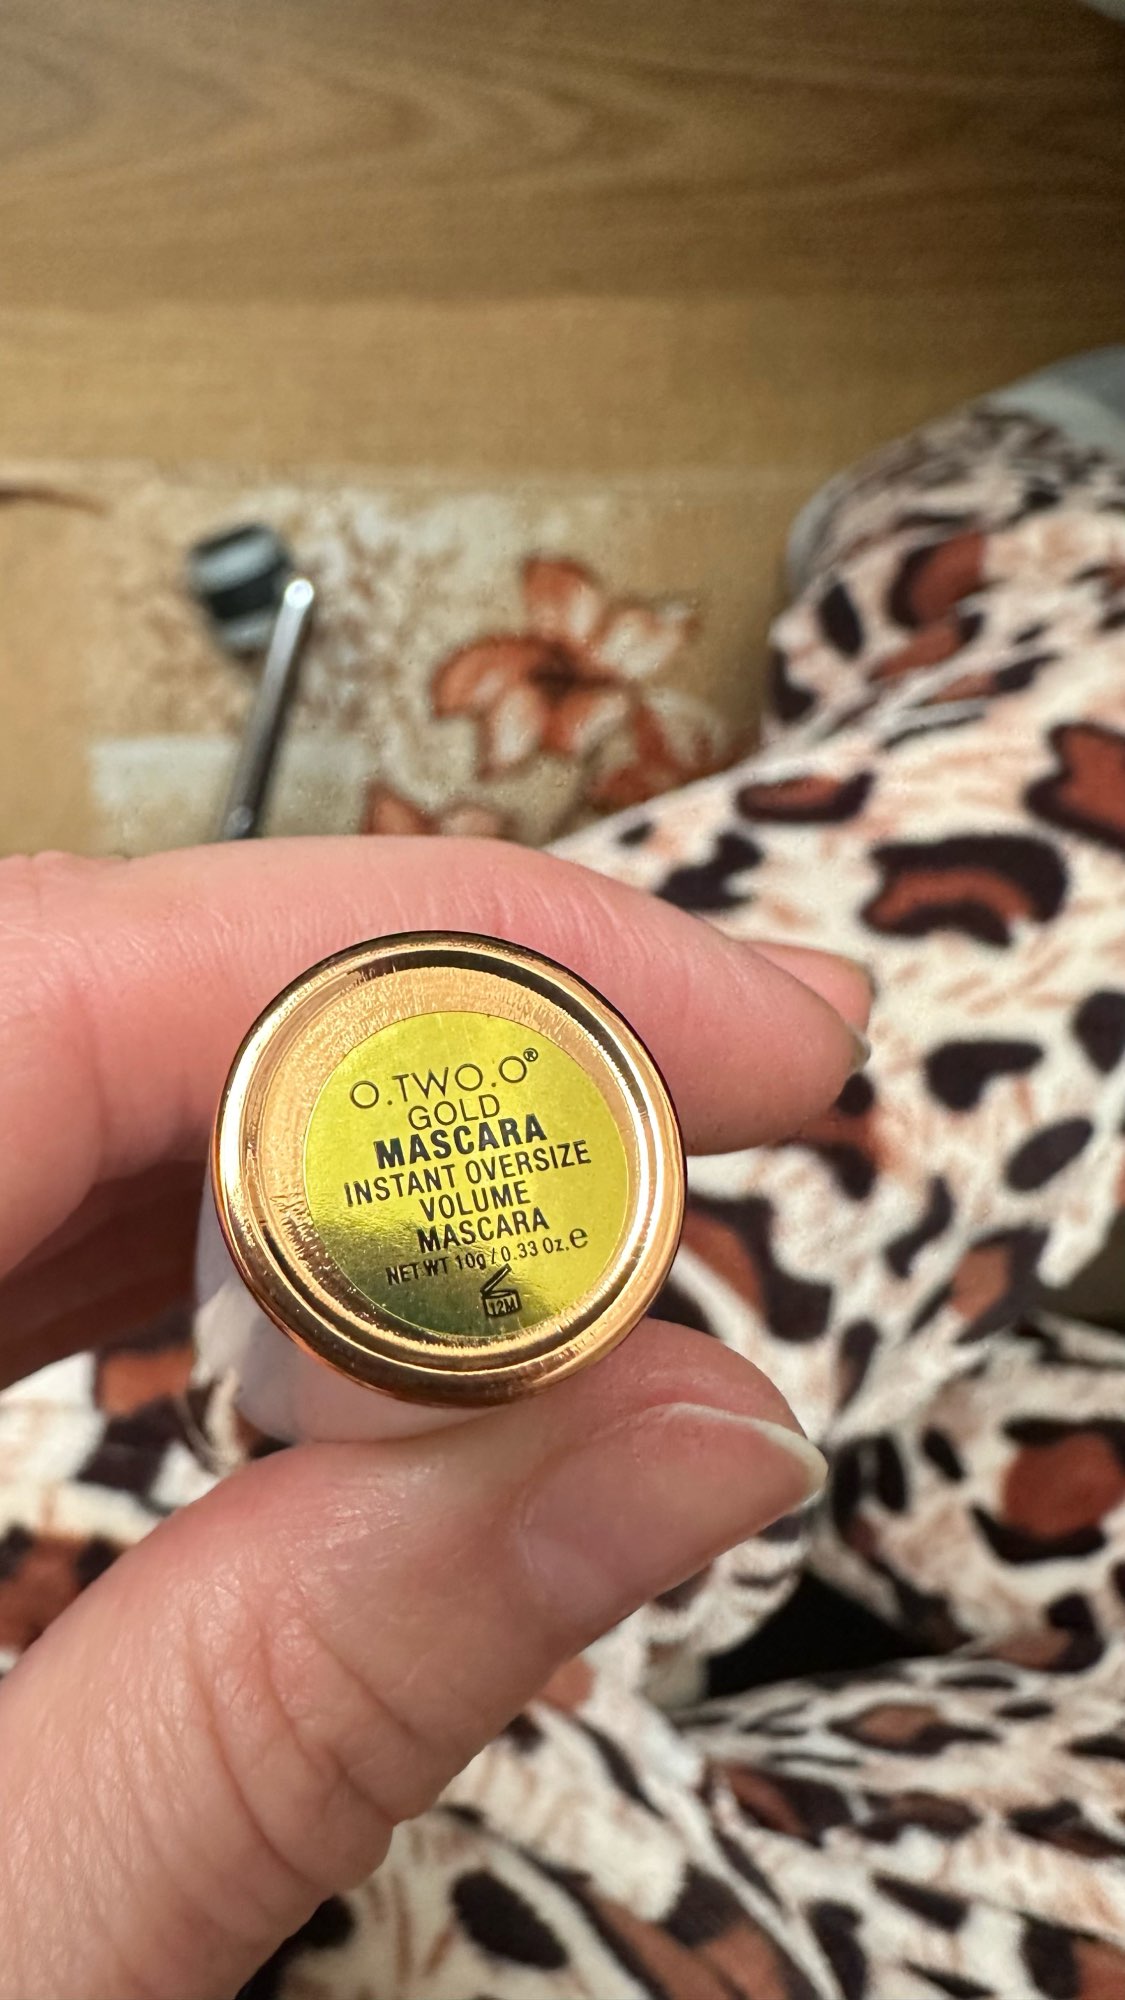 O.TWO.O®
GOLD
MASCARA
INSTANT OVERSIZE
VOLUME
MASCARA
NET WT 10g/0.33 Oz.e
12M